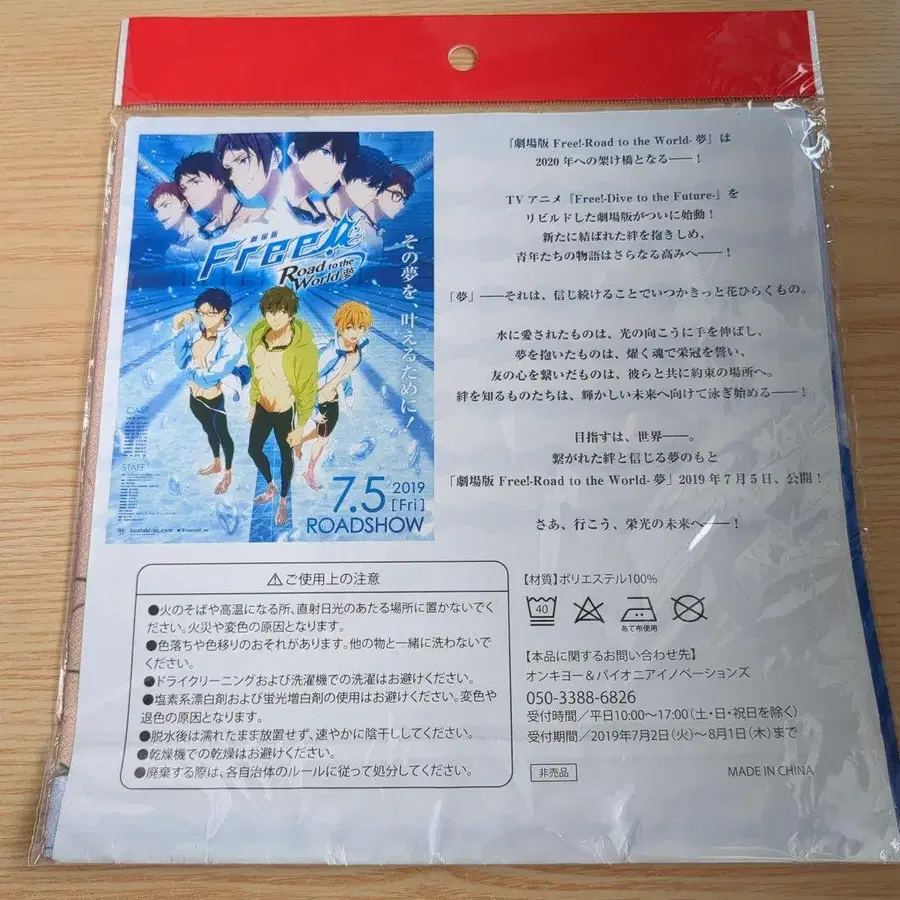 劇場版
Free!
Road to the
World 夢
その夢を、叶えるために!
CAST
STAFF
7.5 2019
[Fri]
ROADSHOW
『劇場版 Free!-Road to the World- 夢』は
2020年への架け橋となる――!
TVアニメ『Free!-Dive to the Future-』を
リビルドした劇場版がついに始動!
新たに結ばれた絆を抱きしめ、
青年たちの物語はさらなる高みへ――!
「夢」――それは、信じ続けることでいつかきっと花ひらくもの。
水に愛されたものは、光の向こうに手を伸ばし、
夢を抱いたものは、燿く魂で栄冠を誓い、
友の心を繋いだものは、彼らと共に約束の場所へ。
絆を知るものたちは、輝かしい未来へ向けて泳ぎ始める――!
目指すは、世界――。
繋がれた絆と信じる夢のもと
『劇場版 Free!-Road to the World- 夢』2019年7月5日、公開!
さあ、行こう、栄光の未来へ――!
⚠ご使用上の注意
●火のそばや高温になる所、直射日光のあたる場所に置かないでく
ださい。火災や変色の原因となります。
●色落ちや色移りのおそれがあります。他の物と一緒に洗わないで
ください。
●ドライクリーニングおよび洗濯機での洗濯はお避けください。
●塩素系漂白剤および蛍光増白剤の使用はお避けください。変色や
退色の原因となります。
●脱水後は濡れたまま放置せず、速やかに陰干ししてください。
●乾燥機での乾燥はお避けください。
●廃棄する際は、各自治体のルールに従って処分してください。
【材質】ポリエステル100%
40
あて布使用
【本品に関するお問い合わせ先】
オンキヨー&パイオニアイノベーションズ
050-3388-6826
受付時間／平日10:00～17:00(土・日・祝日を除く)
受付期間／2019年7月2日(火)～8月1日(木)まで
非売品
MADE IN CHINA